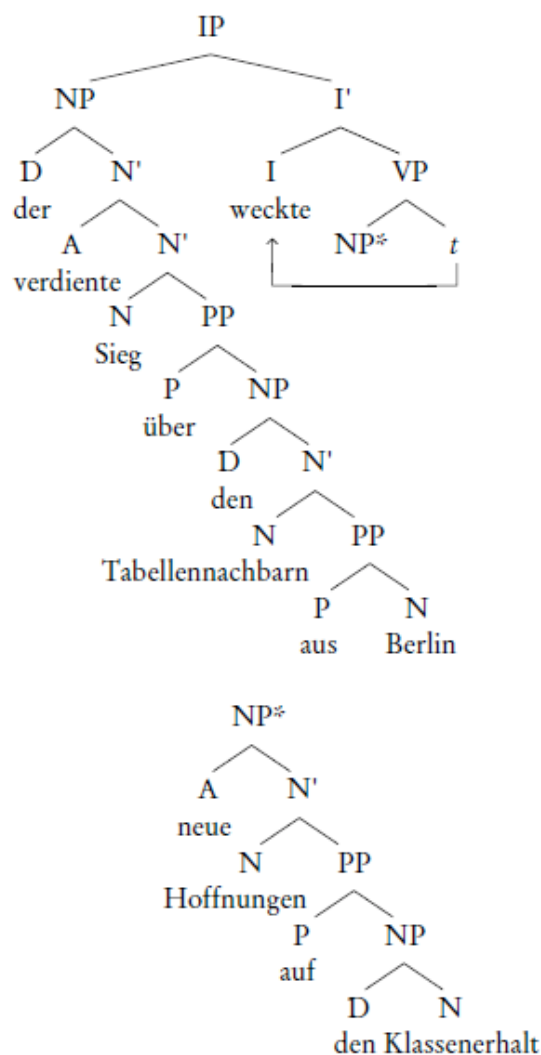 IP
NP I'
D N' I VP
der weckte
A N' NP* t
verdiente
N PP
Sieg
P NP
über
D N'
den
N PP
Tabellennachbarn
P N
aus Berlin
NP*
A N'
neue
N PP
Hoffnungen
P NP
auf
D N
den Klassenerhalt